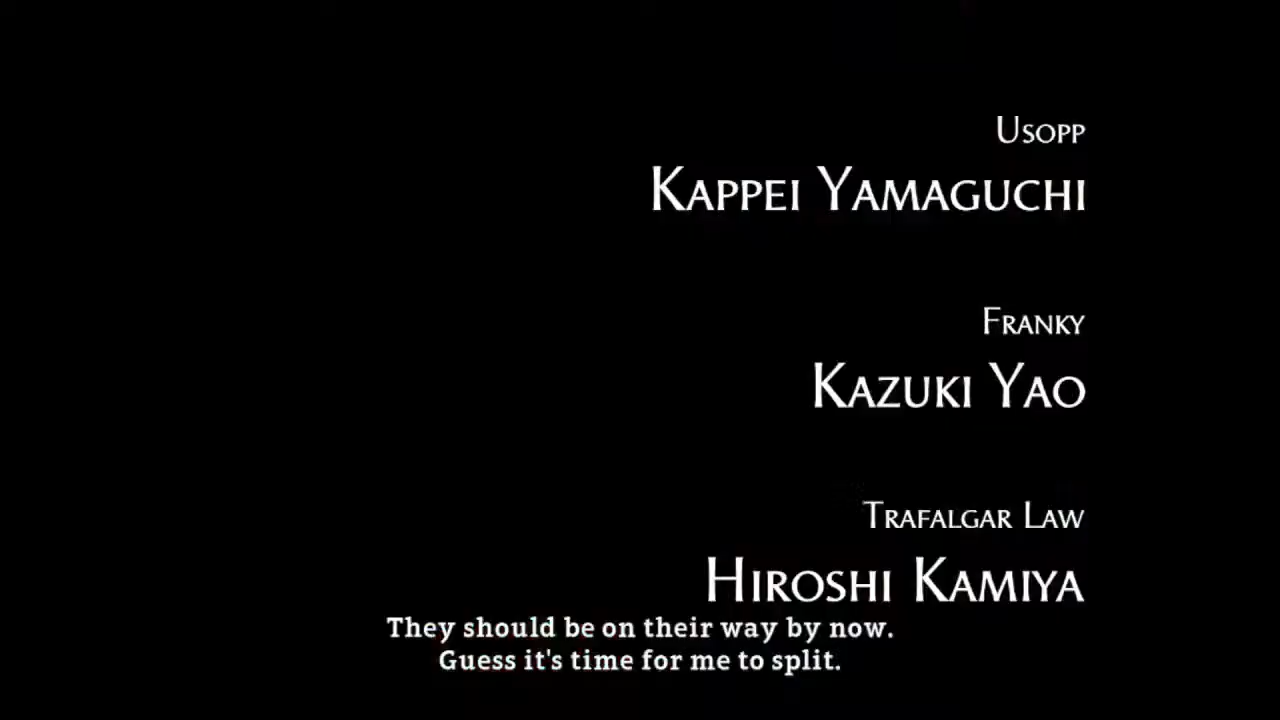 Usopp
Kappei Yamaguchi
Franky
Kazuki Yao
Trafalgar Law
Hiroshi Kamiya
They should be on their way by now.
Guess it's time for me to split.